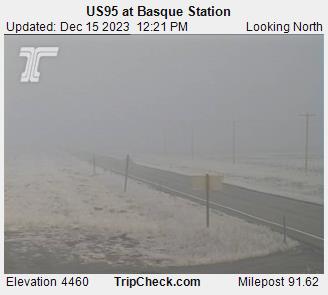 US95 at Basque Station
Updated: Dec 15 2023 12:21 PM Looking North
Elevation 4460 TripCheck.com Milepost 91.62